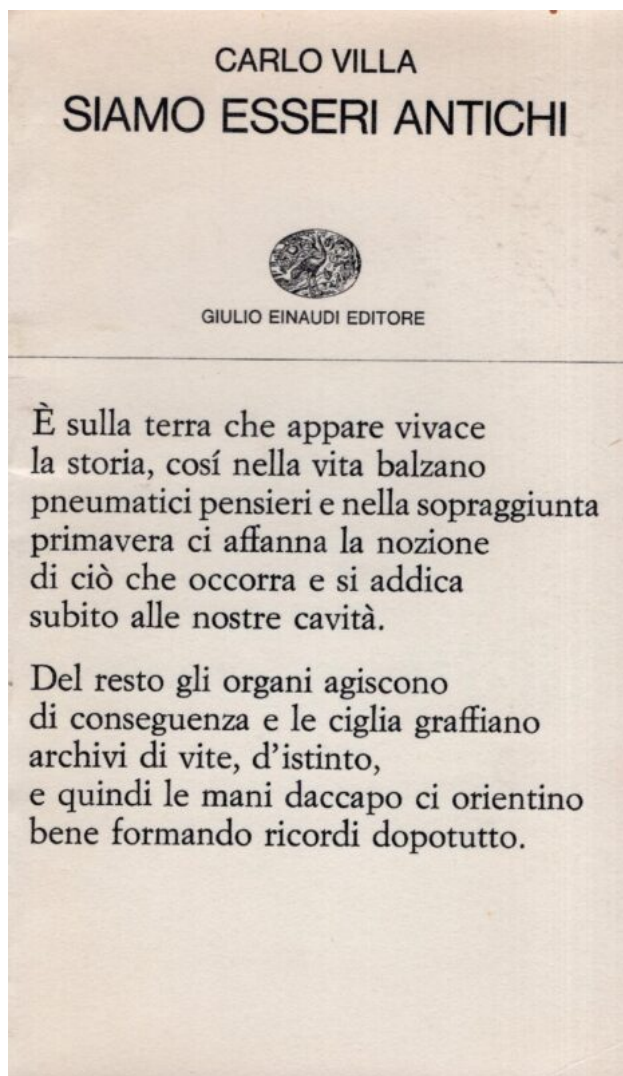 CARLO VILLA
SIAMO ESSERI ANTICHI
GIULIO EINAUDI EDITORE
È sulla terra che appare vivace
la storia, cosí nella vita balzano
pneumatici pensieri e nella sopraggiunta
primavera ci affanna la nozione
di ciò che occorra e si addica
subito alle nostre cavità.
Del resto gli organi agiscono
di conseguenza e le ciglia graffiano
archivi di vite, d'istinto,
e quindi le mani daccapo ci orientino
bene formando ricordi dopotutto.